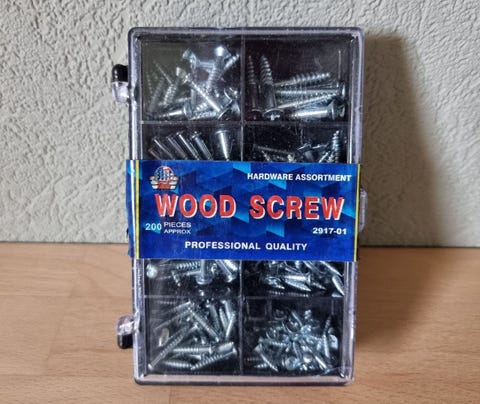 HARDWARE ASSORTMENT
WOOD SCREW
200 PIECES
APPROX
2917-01
PROFESSIONAL QUALITY